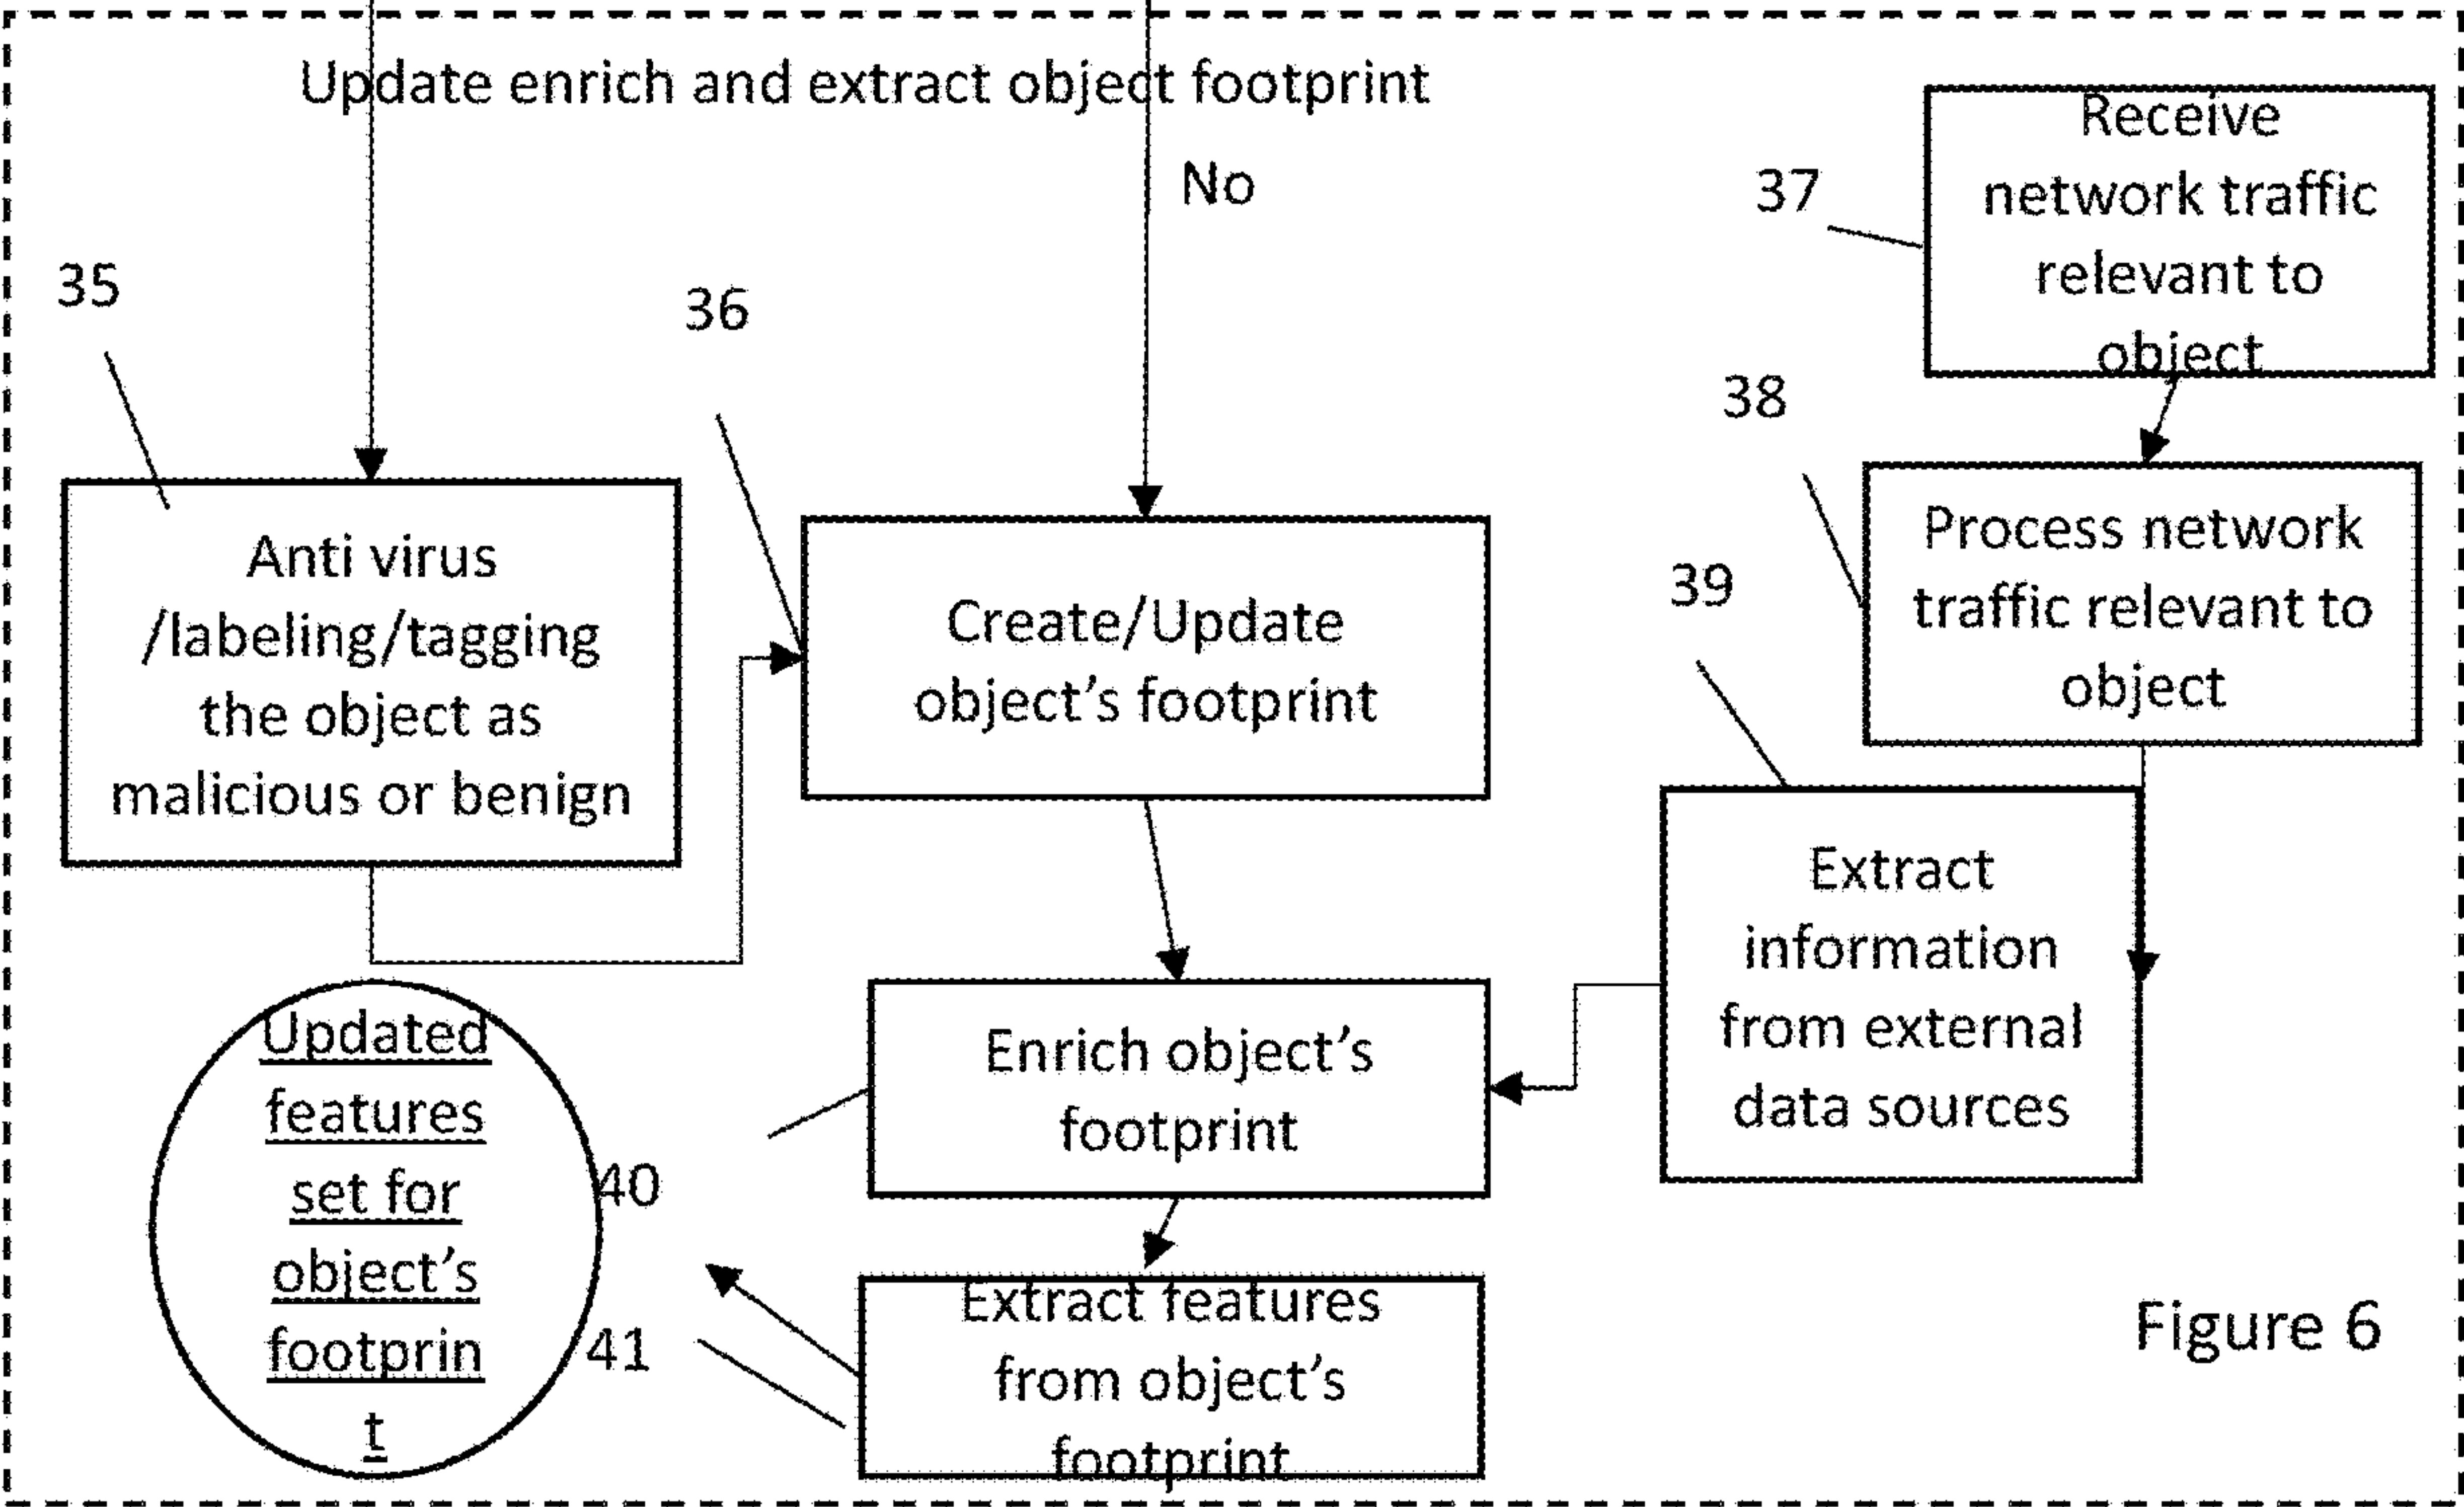 Update enrich and extract object footprint
No
35
36
37
Receive
network traffic
relevant to
object
38
Process network
traffic relevant to
object
39
Anti virus
/labeling/tagging
the object as
malicious or benign
Create/Update
object's footprint
Extract
information
from external
data sources
Enrich object's
footprint
40
Updated
features
set for
object's
footprin
t
41
Extract features
from object's
footprint
Figure 6